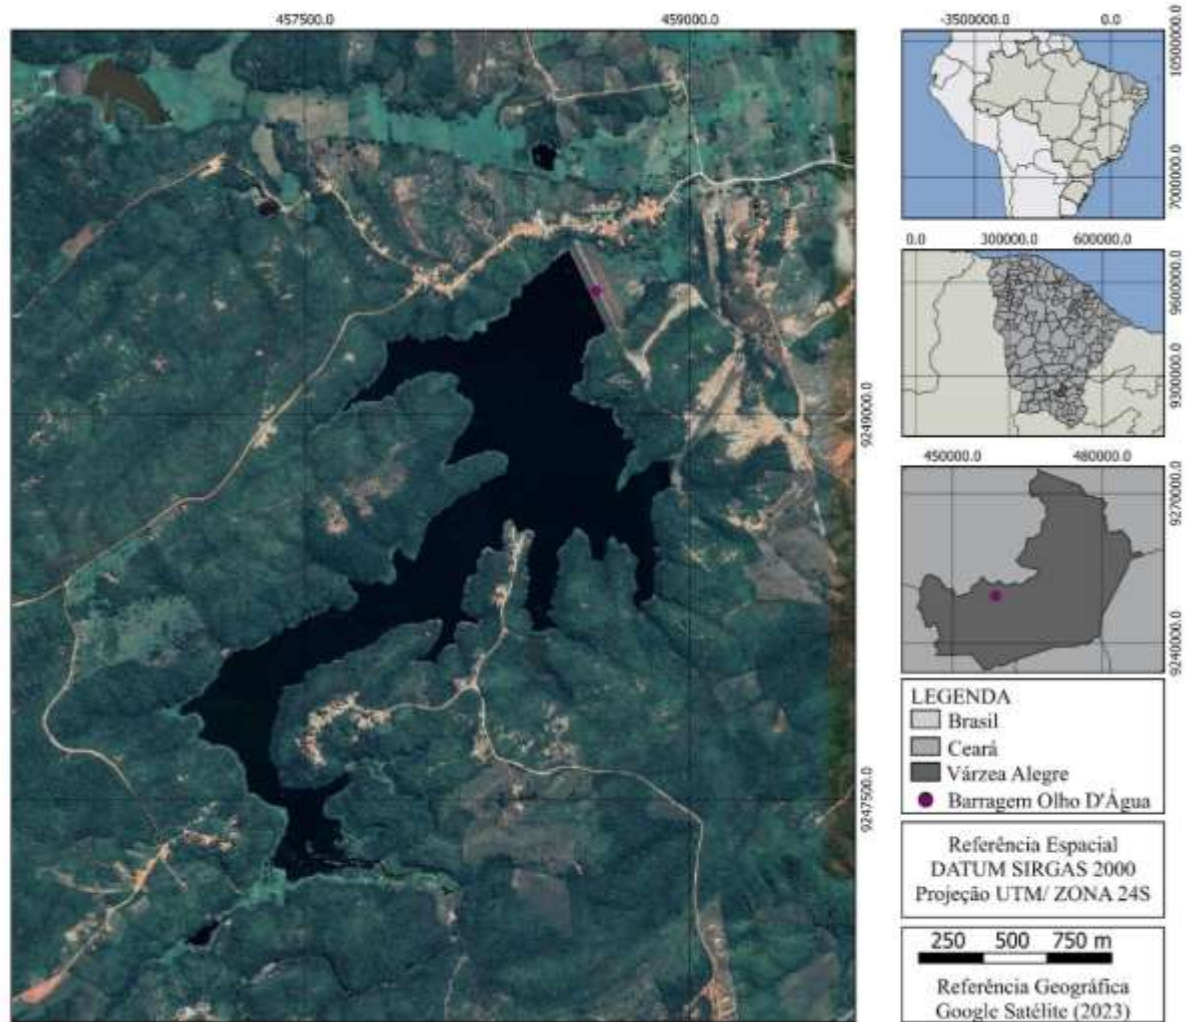 457500.0 459000.0
9249000.0
9247500.0
-3500000.0 0.0
10500000.0
7000000.0
0.0 300000.0 600000.0
9600000.0
9300000.0
450000.0 480000.0
9270000.0
9240000.0
LEGENDA
Brasil
Ceará
Várzea Alegre
Barragem Olho D'Água
Referência Espacial
DATUM SIRGAS 2000
Projeção UTM/ ZONA 24S
250 500 750 m
Referência Geográfica
Google Satélite (2023)